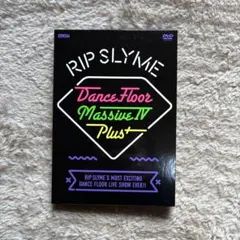 RIP SLYME
Dance Floor
Massive IV
Plus+
RIP SLYME'S MOST EXCITING
DANCE FLOOR LIVE SHOW EVER!!